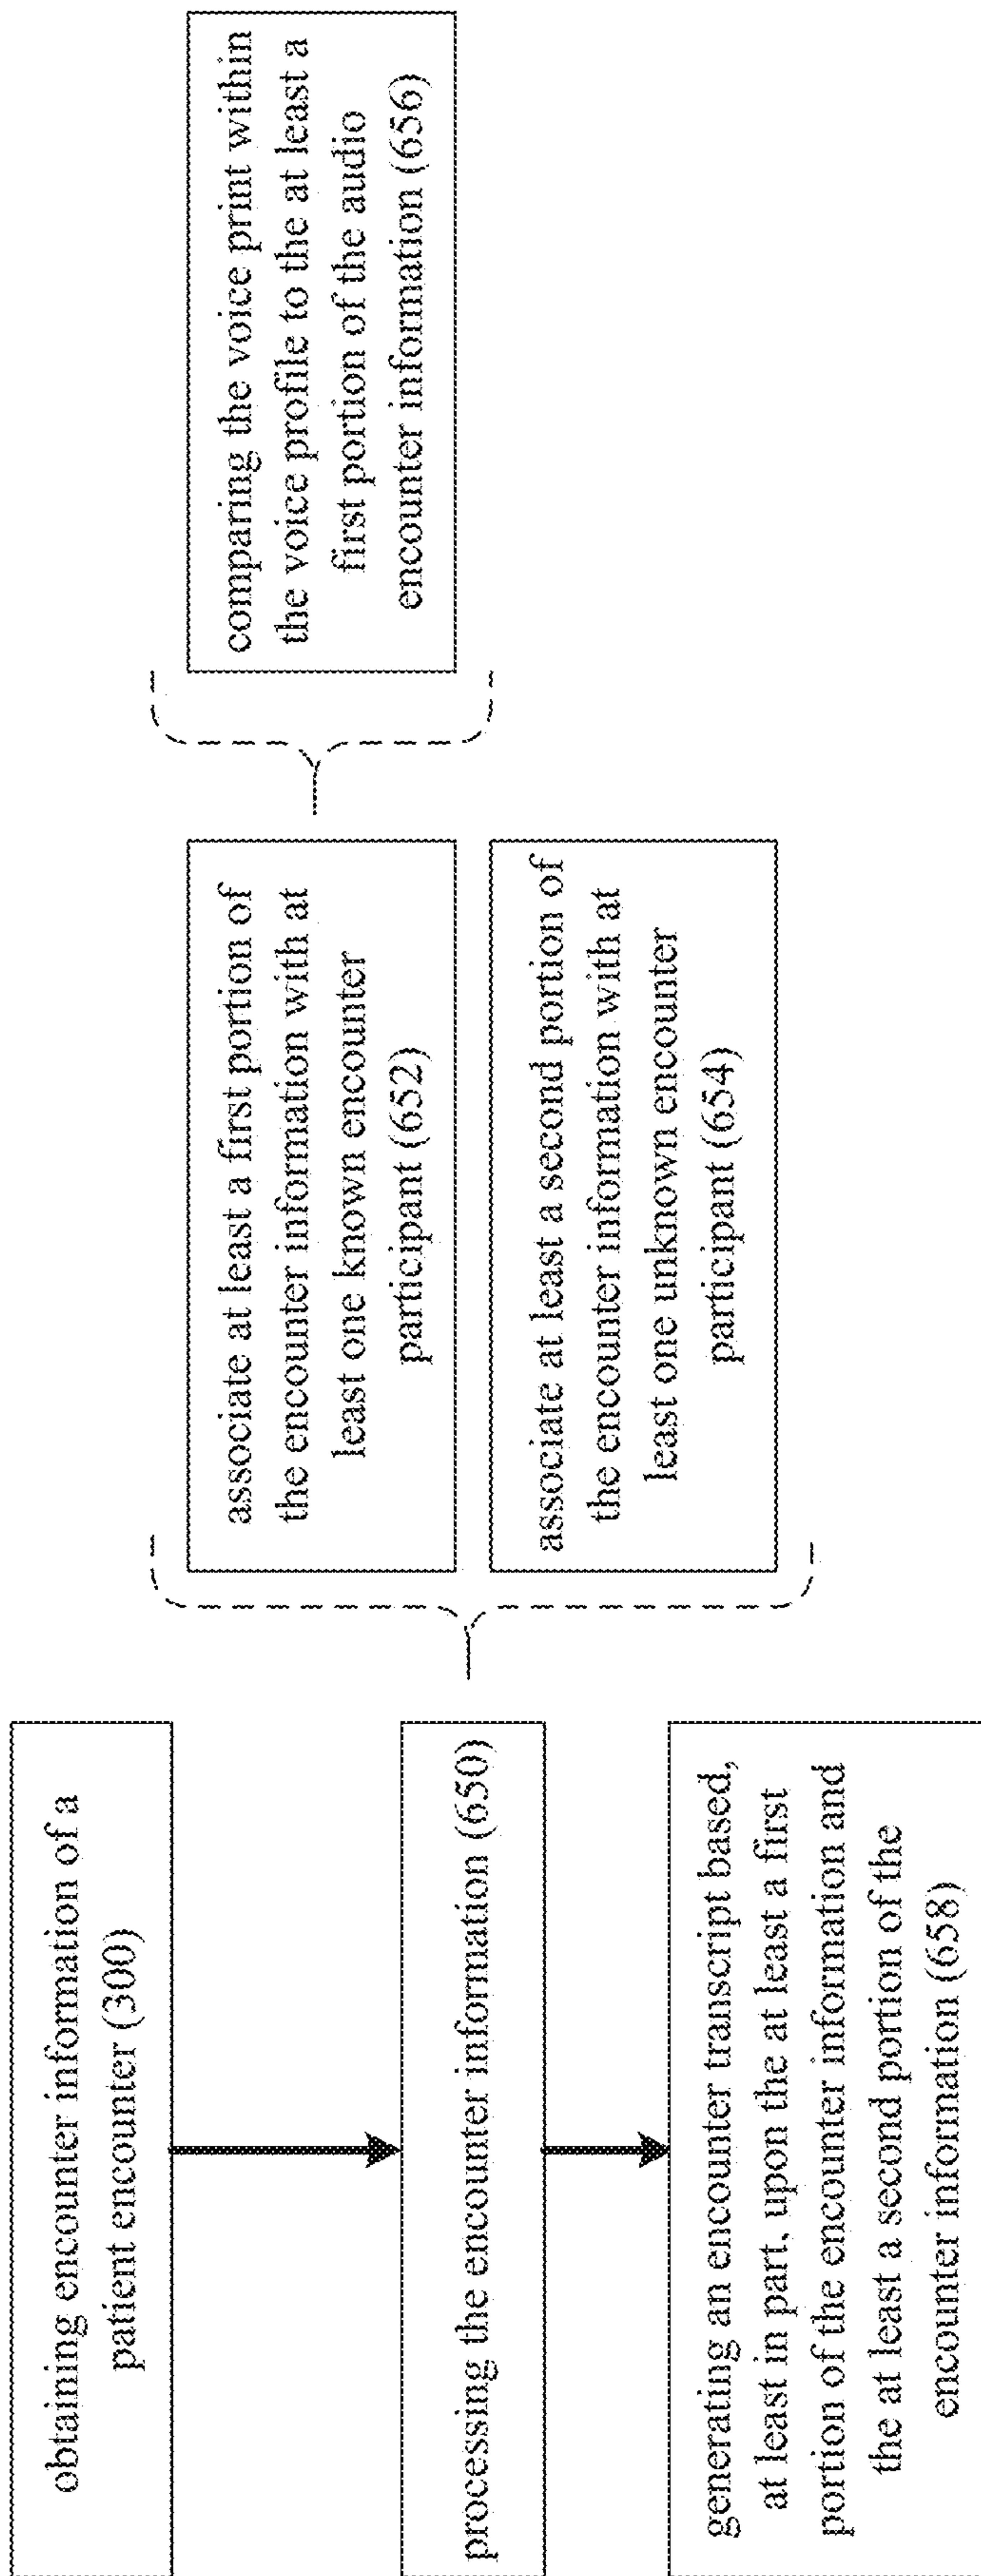 obtaining encounter information of a
patient encounter (300)
processing the encounter information (650)
generating an encounter transcript based,
at least in part, upon the at least a first
portion of the encounter information and
the at least a second portion of the
encounter information (658)
associate at least a first portion of
the encounter information with at
least one known encounter
participant (652)
associate at least a second portion of
the encounter information with at
least one unknown encounter
participant (654)
comparing the voice print within
the voice profile to the at least a
first portion of the audio
encounter information (656)